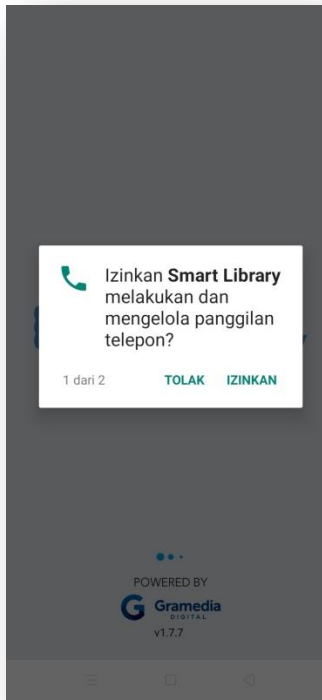 Izinkan Smart Library
melakukan dan
mengelola panggilan
telepon?
1 dari 2 TOLAK IZINKAN
POWERED BY
G Gramedia
DIGITAL
v1.7.7